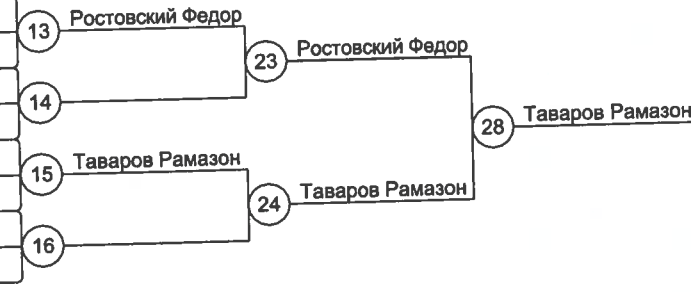 13 Ростовский Федор
23 Ростовский Федор
14
28 Таваров Рамазон
15 Таваров Рамазон
24 Таваров Рамазон
16